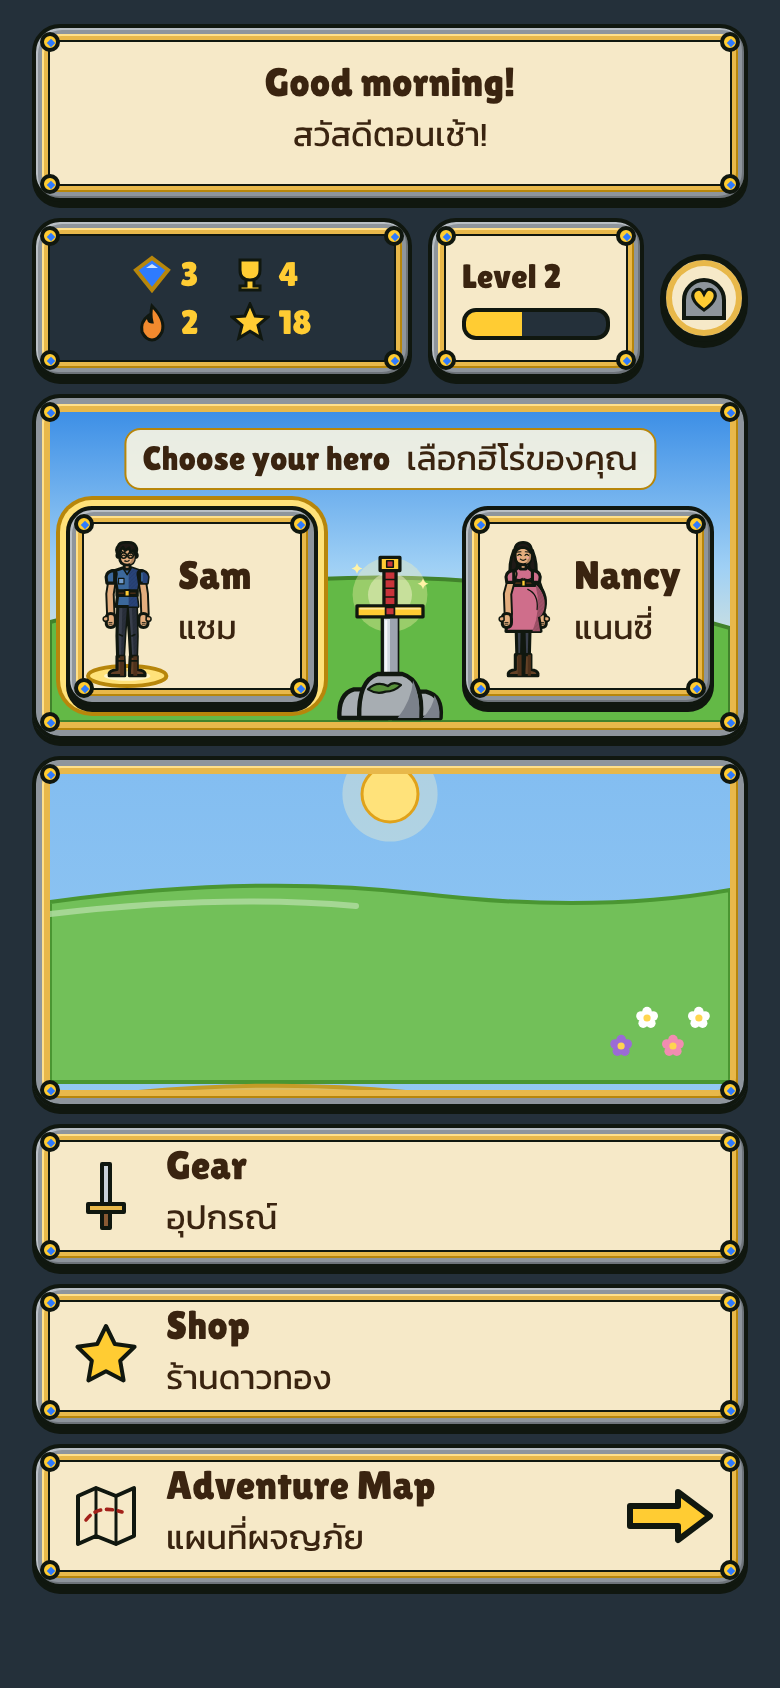 Good morning!
สวัสดีตอนเช้า!
3 4
2 18
Level 2
Choose your hero เลือกฮีโร่ของคุณ
Sam
แซม
Nancy
แนนซี่
Gear
อุปกรณ์
Shop
ร้านดาวทอง
Adventure Map
แผนที่ผจญภัย